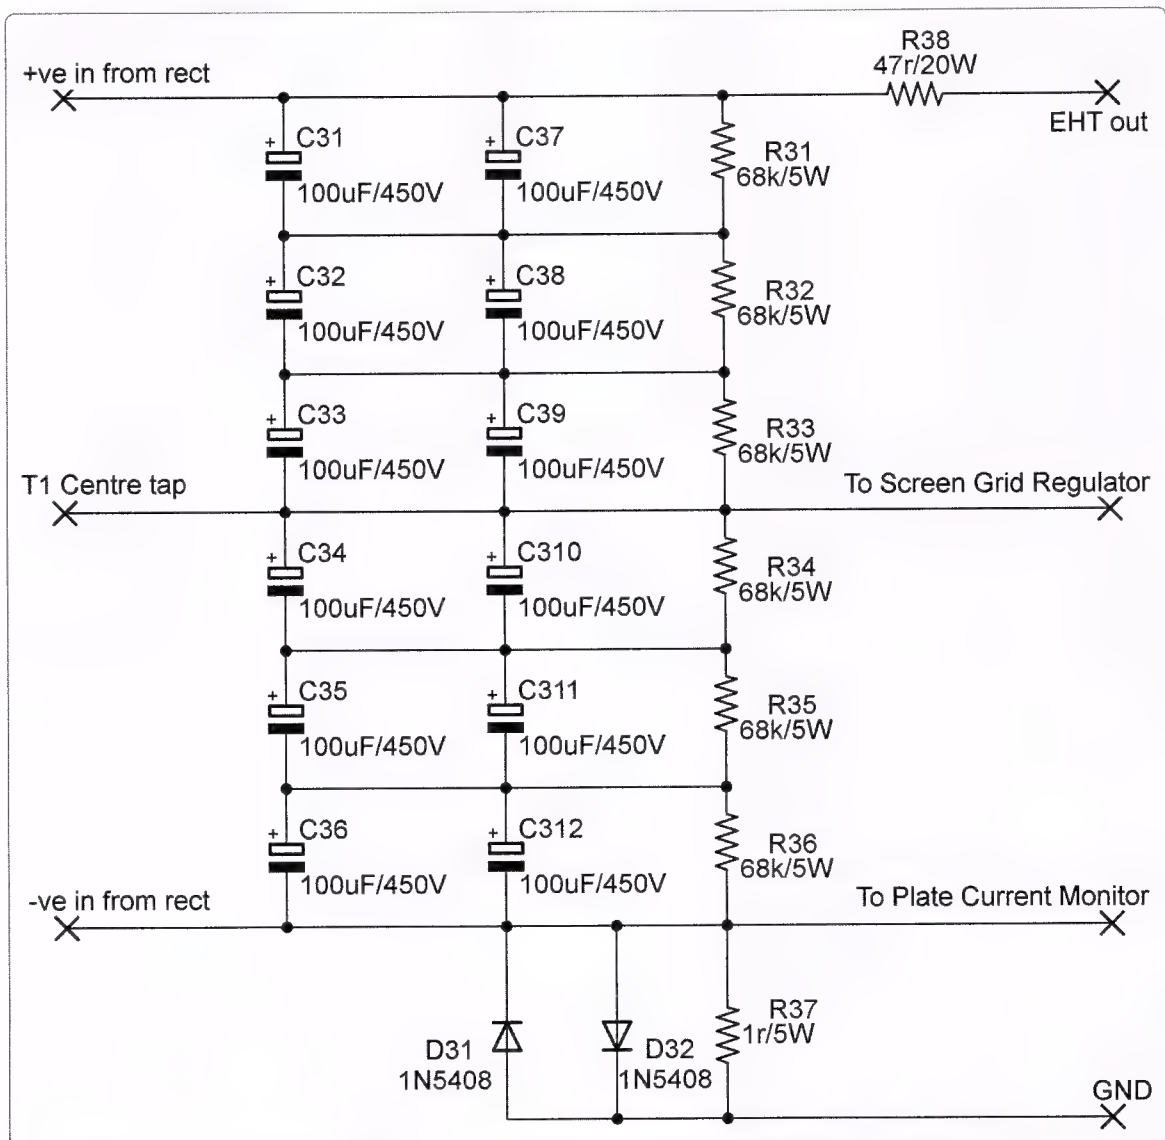 R38
47r/20W
+ve in from rect
EHT out
+
C31
100uF/450V
+
C37
100uF/450V
R31
68k/5W
+
C32
100uF/450V
+
C38
100uF/450V
R32
68k/5W
+
C33
100uF/450V
+
C39
100uF/450V
R33
68k/5W
T1 Centre tap
To Screen Grid Regulator
+
C34
100uF/450V
+
C310
100uF/450V
R34
68k/5W
+
C35
100uF/450V
+
C311
100uF/450V
R35
68k/5W
+
C36
100uF/450V
+
C312
100uF/450V
R36
68k/5W
-ve in from rect
To Plate Current Monitor
D31
1N5408
D32
1N5408
R37
1r/5W
GND